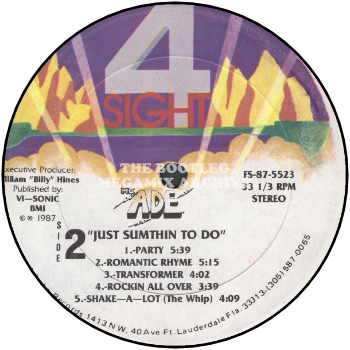 4
SIGHT
Executive Producer:
William "Billy" Hines
Published by:
VI—SONIC
BMI
© ℗ 1987
THE BOOTLEG
MEGAMIX ARCHIVE
FS-87-5523
33 1/3 RPM
STEREO
MC
ADE
SIDE
2
"JUST SUMTHIN TO DO"
1.-PARTY 5:39
2.-ROMANTIC RHYME 5:15
3.-TRANSFORMER 4:02
4.-ROCKIN ALL OVER 3:39
5.-SHAKE—A—LOT (The Whip) 4:09
Records 1413 N.W. 40 Ave. Ft. Lauderdale Fla. 33313-(305)587-0065